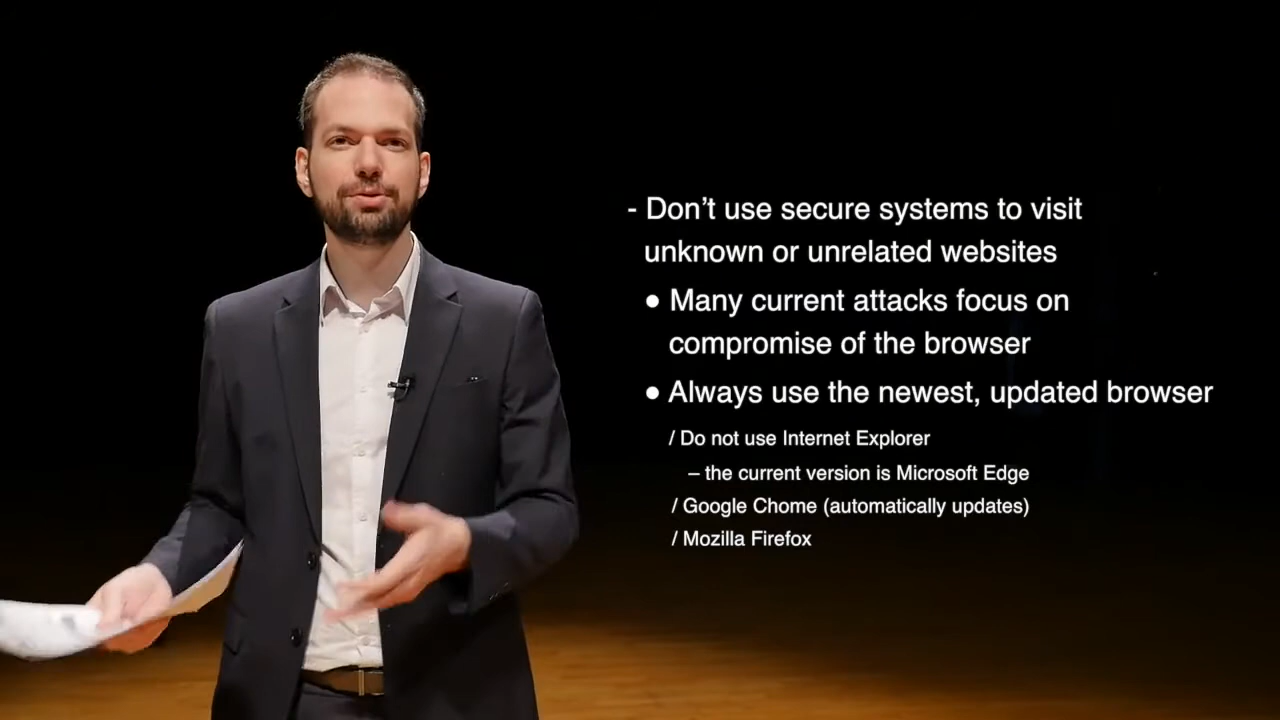 - Don’t use secure systems to visit
unknown or unrelated websites
● Many current attacks focus on
compromise of the browser
● Always use the newest, updated browser
/ Do not use Internet Explorer
– the current version is Microsoft Edge
/ Google Chome (automatically updates)
/ Mozilla Firefox